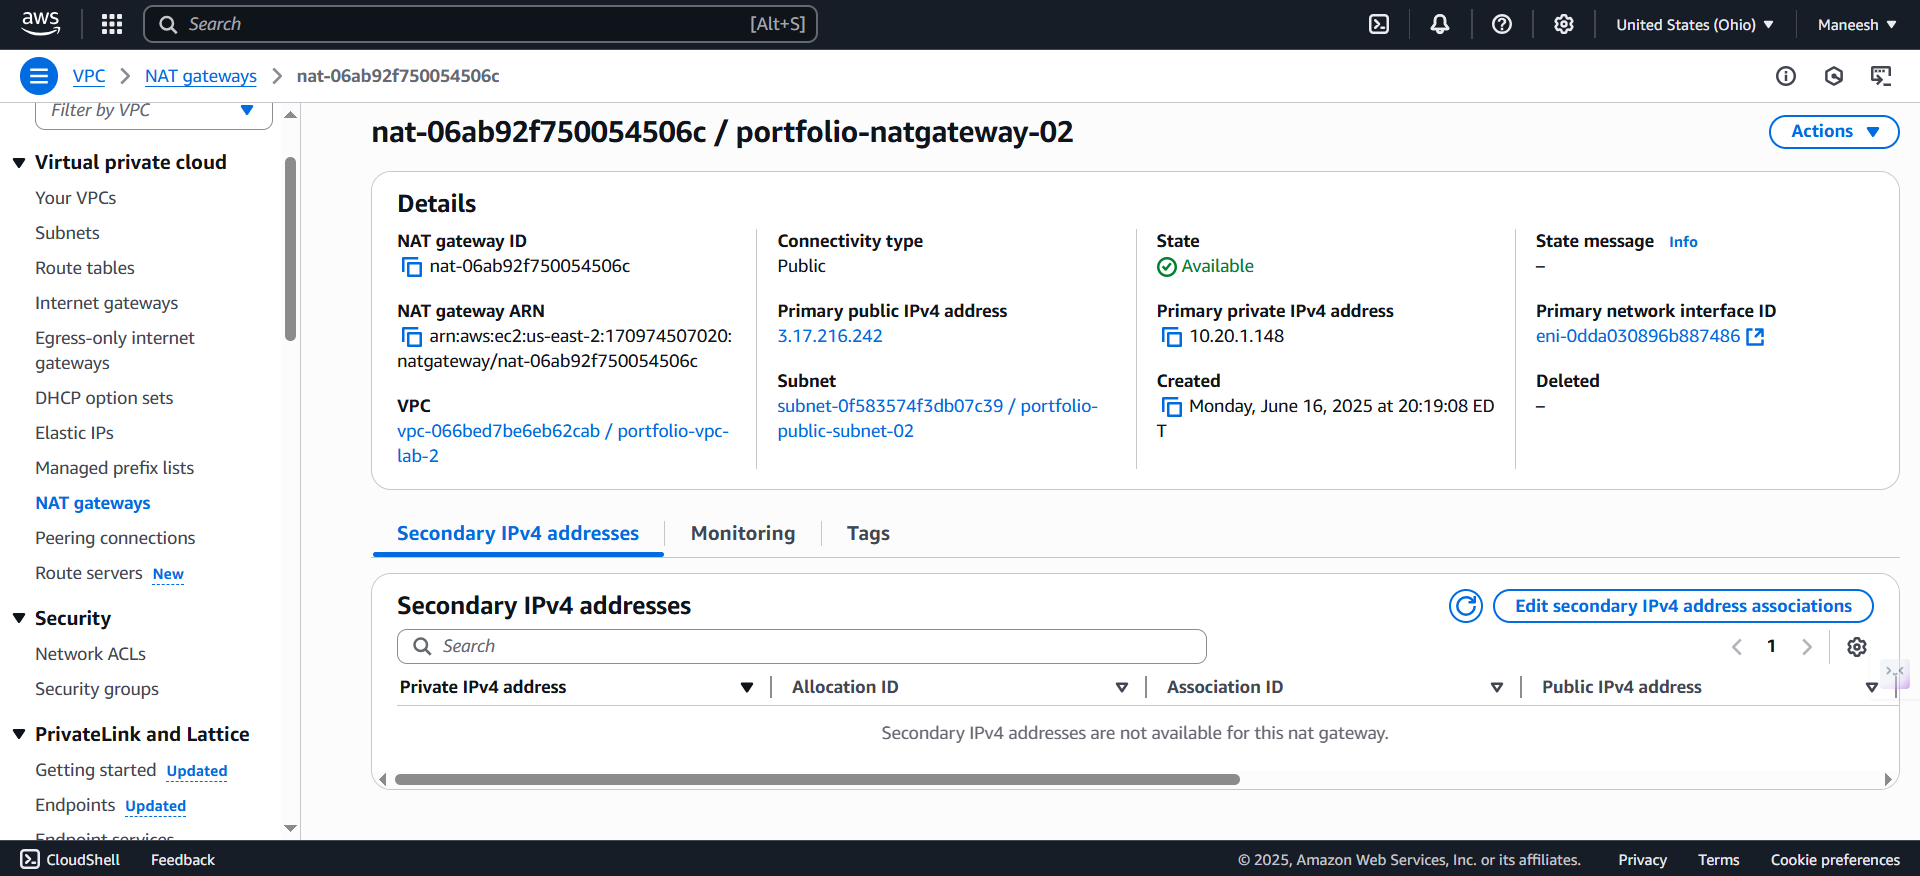 aws
Search [Alt+S]
United States (Ohio)
Maneesh
VPC
NAT gateways
nat-06ab92f750054506c
Filter by VPC
Virtual private cloud
Your VPCs
Subnets
Route tables
Internet gateways
Egress-only internet
gateways
DHCP option sets
Elastic IPs
Managed prefix lists
NAT gateways
Peering connections
Route servers New
Security
Network ACLs
Security groups
PrivateLink and Lattice
Getting started Updated
Endpoints Updated
Endpoint services
nat-06ab92f750054506c / portfolio-natgateway-02
Actions
Details
NAT gateway ID
nat-06ab92f750054506c
NAT gateway ARN
arn:aws:ec2:us-east-2:170974507020:
natgateway/nat-06ab92f750054506c
VPC
vpc-066bed7be6eb62cab / portfolio-vpc-
lab-2
Connectivity type
Public
Primary public IPv4 address
3.17.216.242
Subnet
subnet-0f583574f3db07c39 / portfolio-
public-subnet-02
State
Available
Primary private IPv4 address
10.20.1.148
Created
Monday, June 16, 2025 at 20:19:08 ED
T
State message Info
–
Primary network interface ID
eni-0dda030896b887486
Deleted
–
Secondary IPv4 addresses
Monitoring
Tags
Secondary IPv4 addresses
Edit secondary IPv4 address associations
Search
1
Private IPv4 address
Allocation ID
Association ID
Public IPv4 address
Secondary IPv4 addresses are not available for this nat gateway.
CloudShell
Feedback
© 2025, Amazon Web Services, Inc. or its affiliates.
Privacy
Terms
Cookie preferences